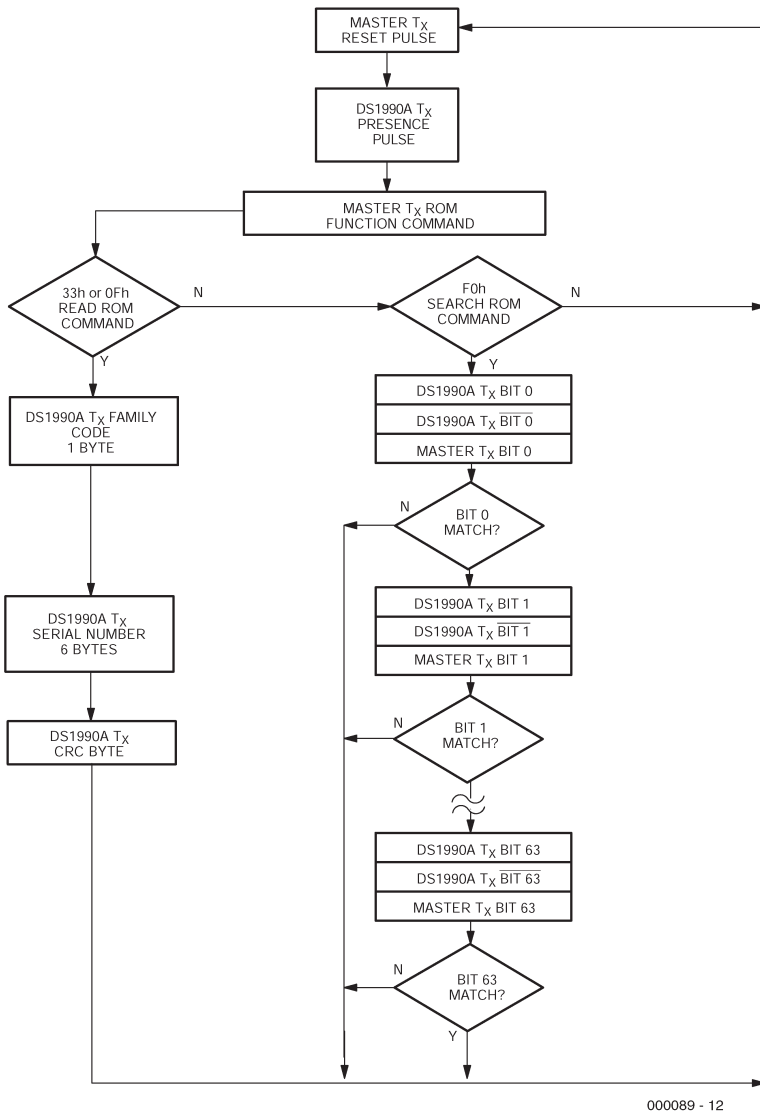 MASTER TX
RESET PULSE
DS1990A TX
PRESENCE
PULSE
MASTER TX ROM
FUNCTION COMMAND
33h or 0Fh
READ ROM
COMMAND
N
Y
F0h
SEARCH ROM
COMMAND
N
Y
DS1990A TX FAMILY
CODE
1 BYTE
DS1990A TX
SERIAL NUMBER
6 BYTES
DS1990A TX
CRC BYTE
DS1990A TX BIT 0
DS1990A TX BIT 0
MASTER TX BIT 0
BIT 0
MATCH?
N
DS1990A TX BIT 1
DS1990A TX BIT 1
MASTER TX BIT 1
BIT 1
MATCH?
N
DS1990A TX BIT 63
DS1990A TX BIT 63
MASTER TX BIT 63
BIT 63
MATCH?
N
Y
000089 - 12